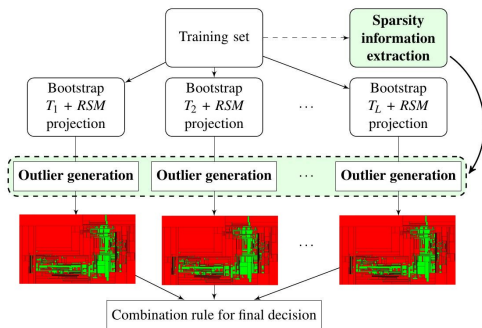 Training set
Sparsity
information
extraction
Bootstrap
T₁ + RSM
projection
Bootstrap
T₂ + RSM
projection
...
Bootstrap
T_L + RSM
projection
Outlier generation
Outlier generation
...
Outlier generation
...
Combination rule for final decision